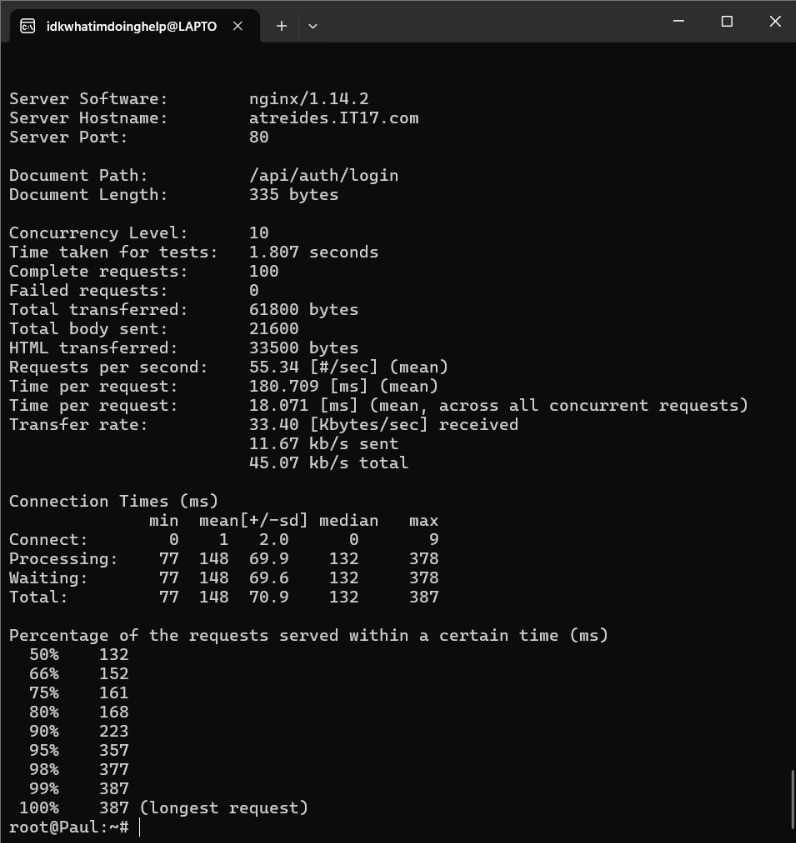 idkwhatimdoinghelp@LAPTO
Server Software:        nginx/1.14.2
Server Hostname:        atreides.IT17.com
Server Port:            80
Document Path:          /api/auth/login
Document Length:        335 bytes
Concurrency Level:      10
Time taken for tests:   1.807 seconds
Complete requests:      100
Failed requests:        0
Total transferred:      61800 bytes
Total body sent:        21600
HTML transferred:       33500 bytes
Requests per second:    55.34 [#/sec] (mean)
Time per request:       180.709 [ms] (mean)
Time per request:       18.071 [ms] (mean, across all concurrent requests)
Transfer rate:          33.40 [Kbytes/sec] received
                        11.67 kb/s sent
                        45.07 kb/s total
Connection Times (ms)
              min  mean[+/-sd] median   max
Connect:        0    1   2.0      0       9
Processing:    77  148  69.9    132     378
Waiting:       77  148  69.6    132     378
Total:         77  148  70.9    132     387
Percentage of the requests served within a certain time (ms)
  50%    132
  66%    152
  75%    161
  80%    168
  90%    223
  95%    357
  98%    377
  99%    387
 100%    387 (longest request)
root@Paul:~#